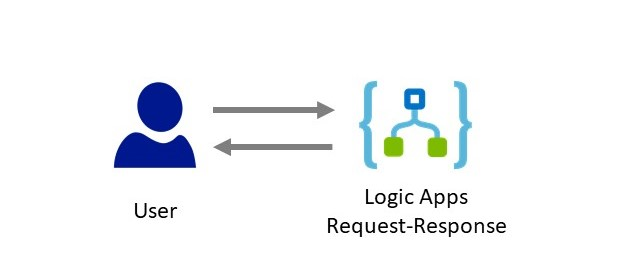 User
Logic Apps
Request-Response